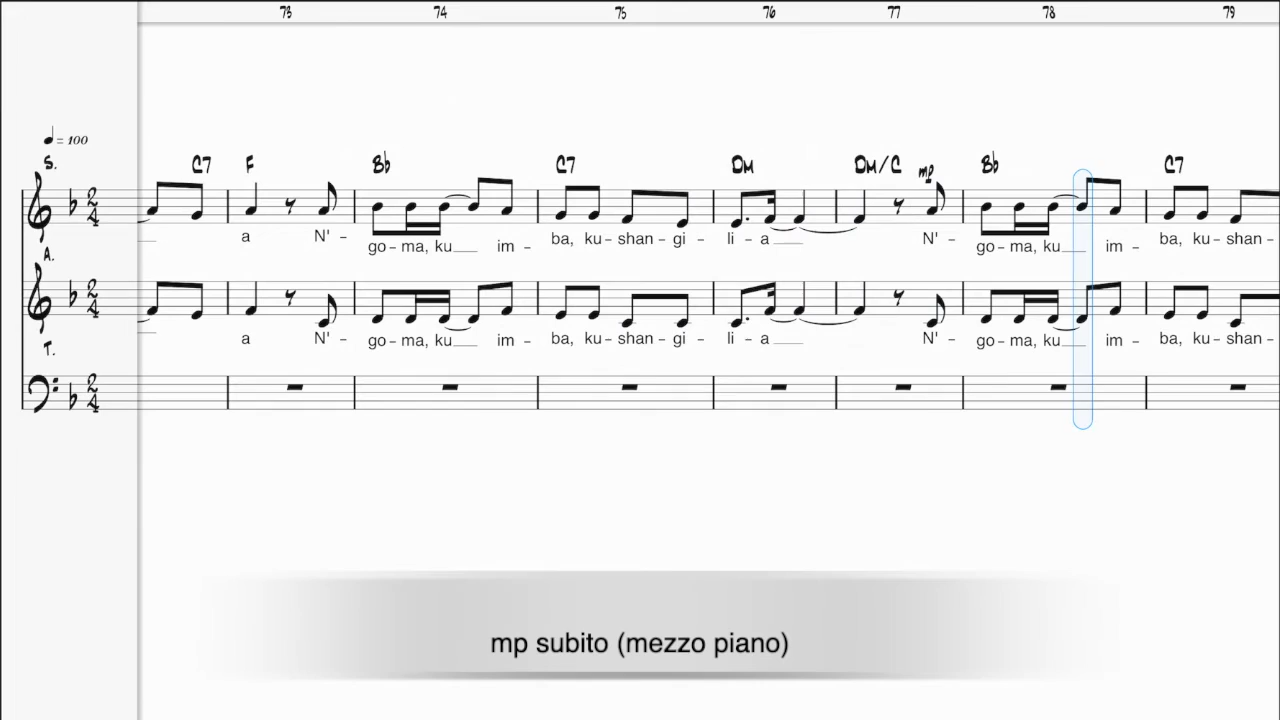 73 74 75 76 77 78 79
= 100
S. C7 F Bb C7 DM DM/C mp Bb C7
a N'- go-ma, ku im- ba, ku-shan-gi- li-a N'- go-ma, ku im- ba, ku-shan-
A.
a N'- go-ma, ku im- ba, ku-shan-gi- li-a N'- go-ma, ku im- ba, ku-shan-
T.
mp subito (mezzo piano)